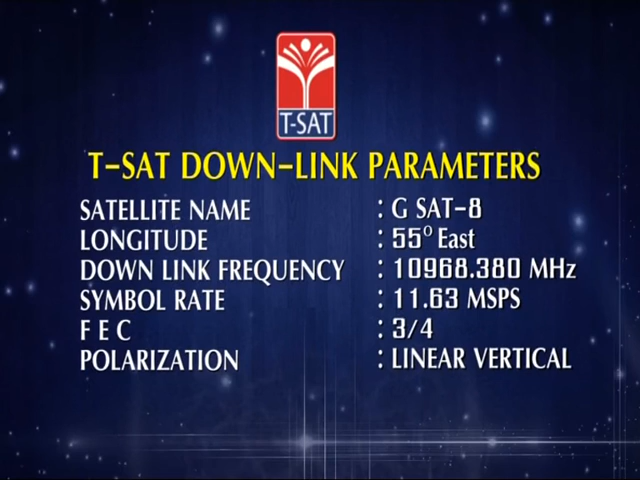 T-SAT
T-SAT DOWN-LINK PARAMETERS
SATELLITE NAME : G SAT-8
LONGITUDE : 55° East
DOWN LINK FREQUENCY : 10968.380 MHz
SYMBOL RATE : 11.63 MSPS
F E C : 3/4
POLARIZATION : LINEAR VERTICAL